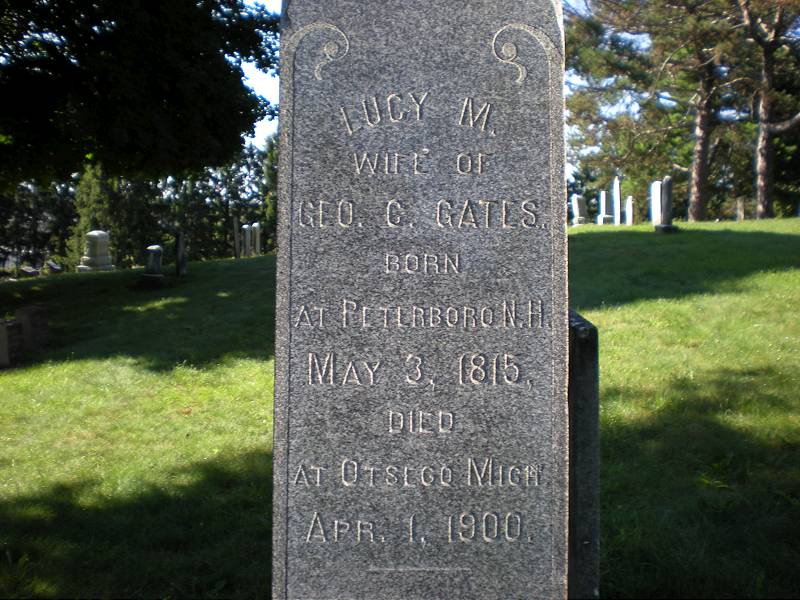 LUCY M.
WIFE OF
GEO. C. GATES.
BORN
AT PETERBORO N.H.
MAY 3, 1815,
DIED
AT OTSEGO MICH
APR. 1, 1900.